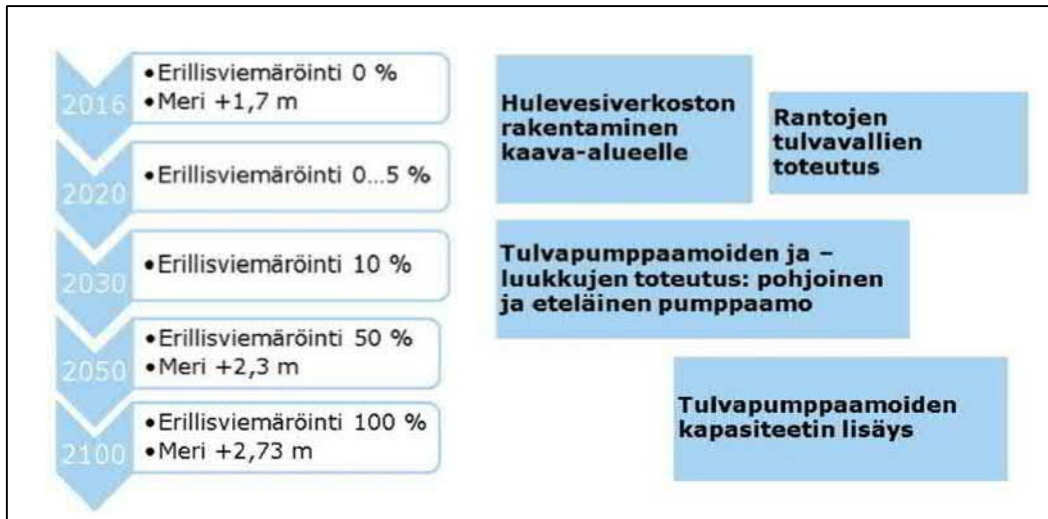 2016
•Erillisviemäröinti 0 %
•Meri +1,7 m
2020
•Erillisviemäröinti 0...5 %
2030
•Erillisviemäröinti 10 %
2050
•Erillisviemäröinti 50 %
•Meri +2,3 m
2100
•Erillisviemäröinti 100 %
•Meri +2,73 m
Hulevesiverkoston
rakentaminen
kaava-alueelle
Rantojen
tulvavallien
toteutus
Tulvapumppaamoiden ja –
luukkujen toteutus: pohjoinen
ja eteläinen pumppaamo
Tulvapumppaamoiden
kapasiteetin lisäys